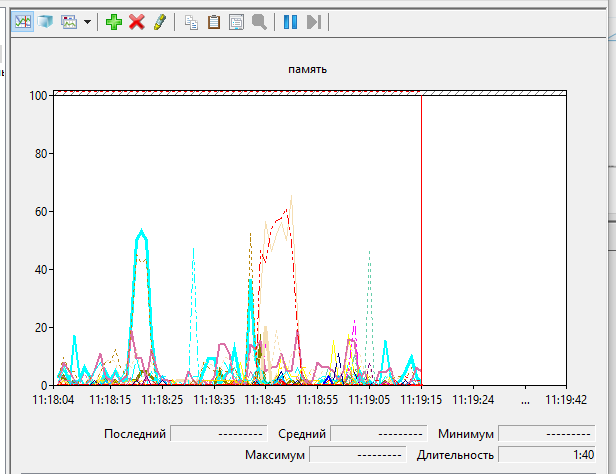 память
100
80
60
40
20
0
11:18:04 11:18:15 11:18:25 11:18:35 11:18:45 11:18:55 11:19:05 11:19:15 11:19:24 ... 11:19:42
Последний --------- Средний --------- Минимум ---------
Максимум --------- Длительность 1:40